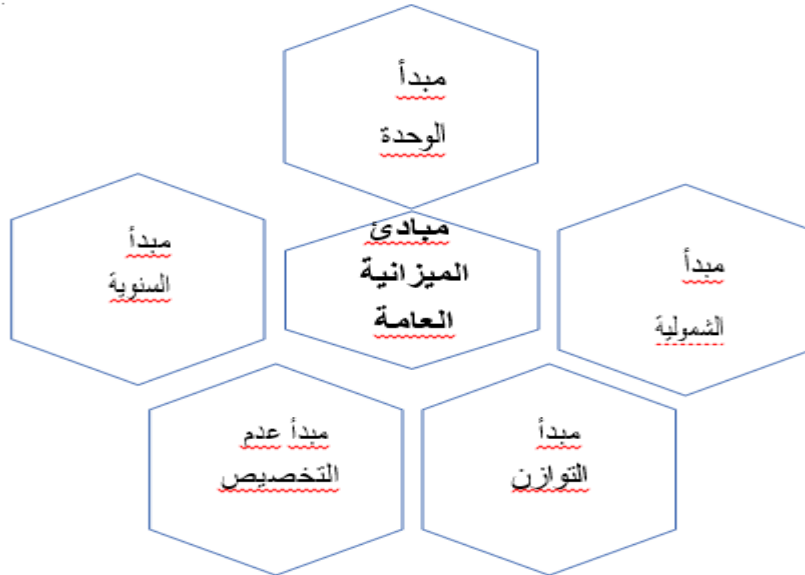 مبدأ
الوحدة
مبادئ
الميزانية
العامة
مبدأ
الشمولية
مبدأ
السنوية
مبدأ
التوازن
مبدأ عدم
التخصيص